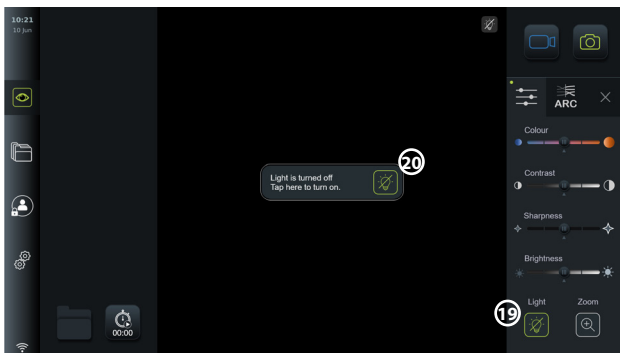 10:21
10 Jun
ARC
Colour
Contrast
Sharpness
Brightness
Light
Zoom
Light is turned off
Tap here to turn on.
20
19
00:00